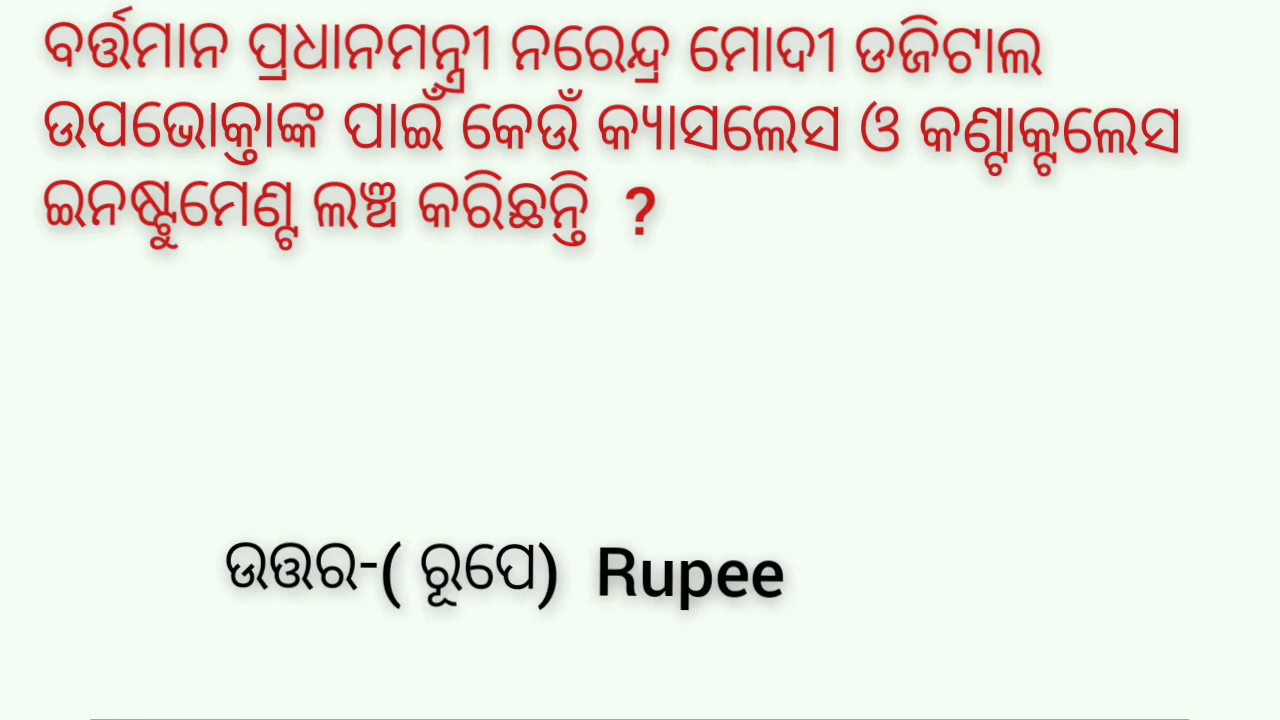 ବର୍ତ୍ତମାନ ପ୍ରଧାନମନ୍ତ୍ରୀ ନରେନ୍ଦ୍ର ମୋଦୀ ଡଜିଟାଲ
ଉପଭୋକ୍ତାଙ୍କ ପାଇଁ କେଉଁ କ୍ୟାସଲେସ ଓ କଣ୍ଟାକ୍ଟଲେସ
ଇନଷ୍ଟୁମେଣ୍ଟ ଲଞ୍ଚ କରିଛନ୍ତି ?
ଉତ୍ତର-( ରୂପେ) Rupee